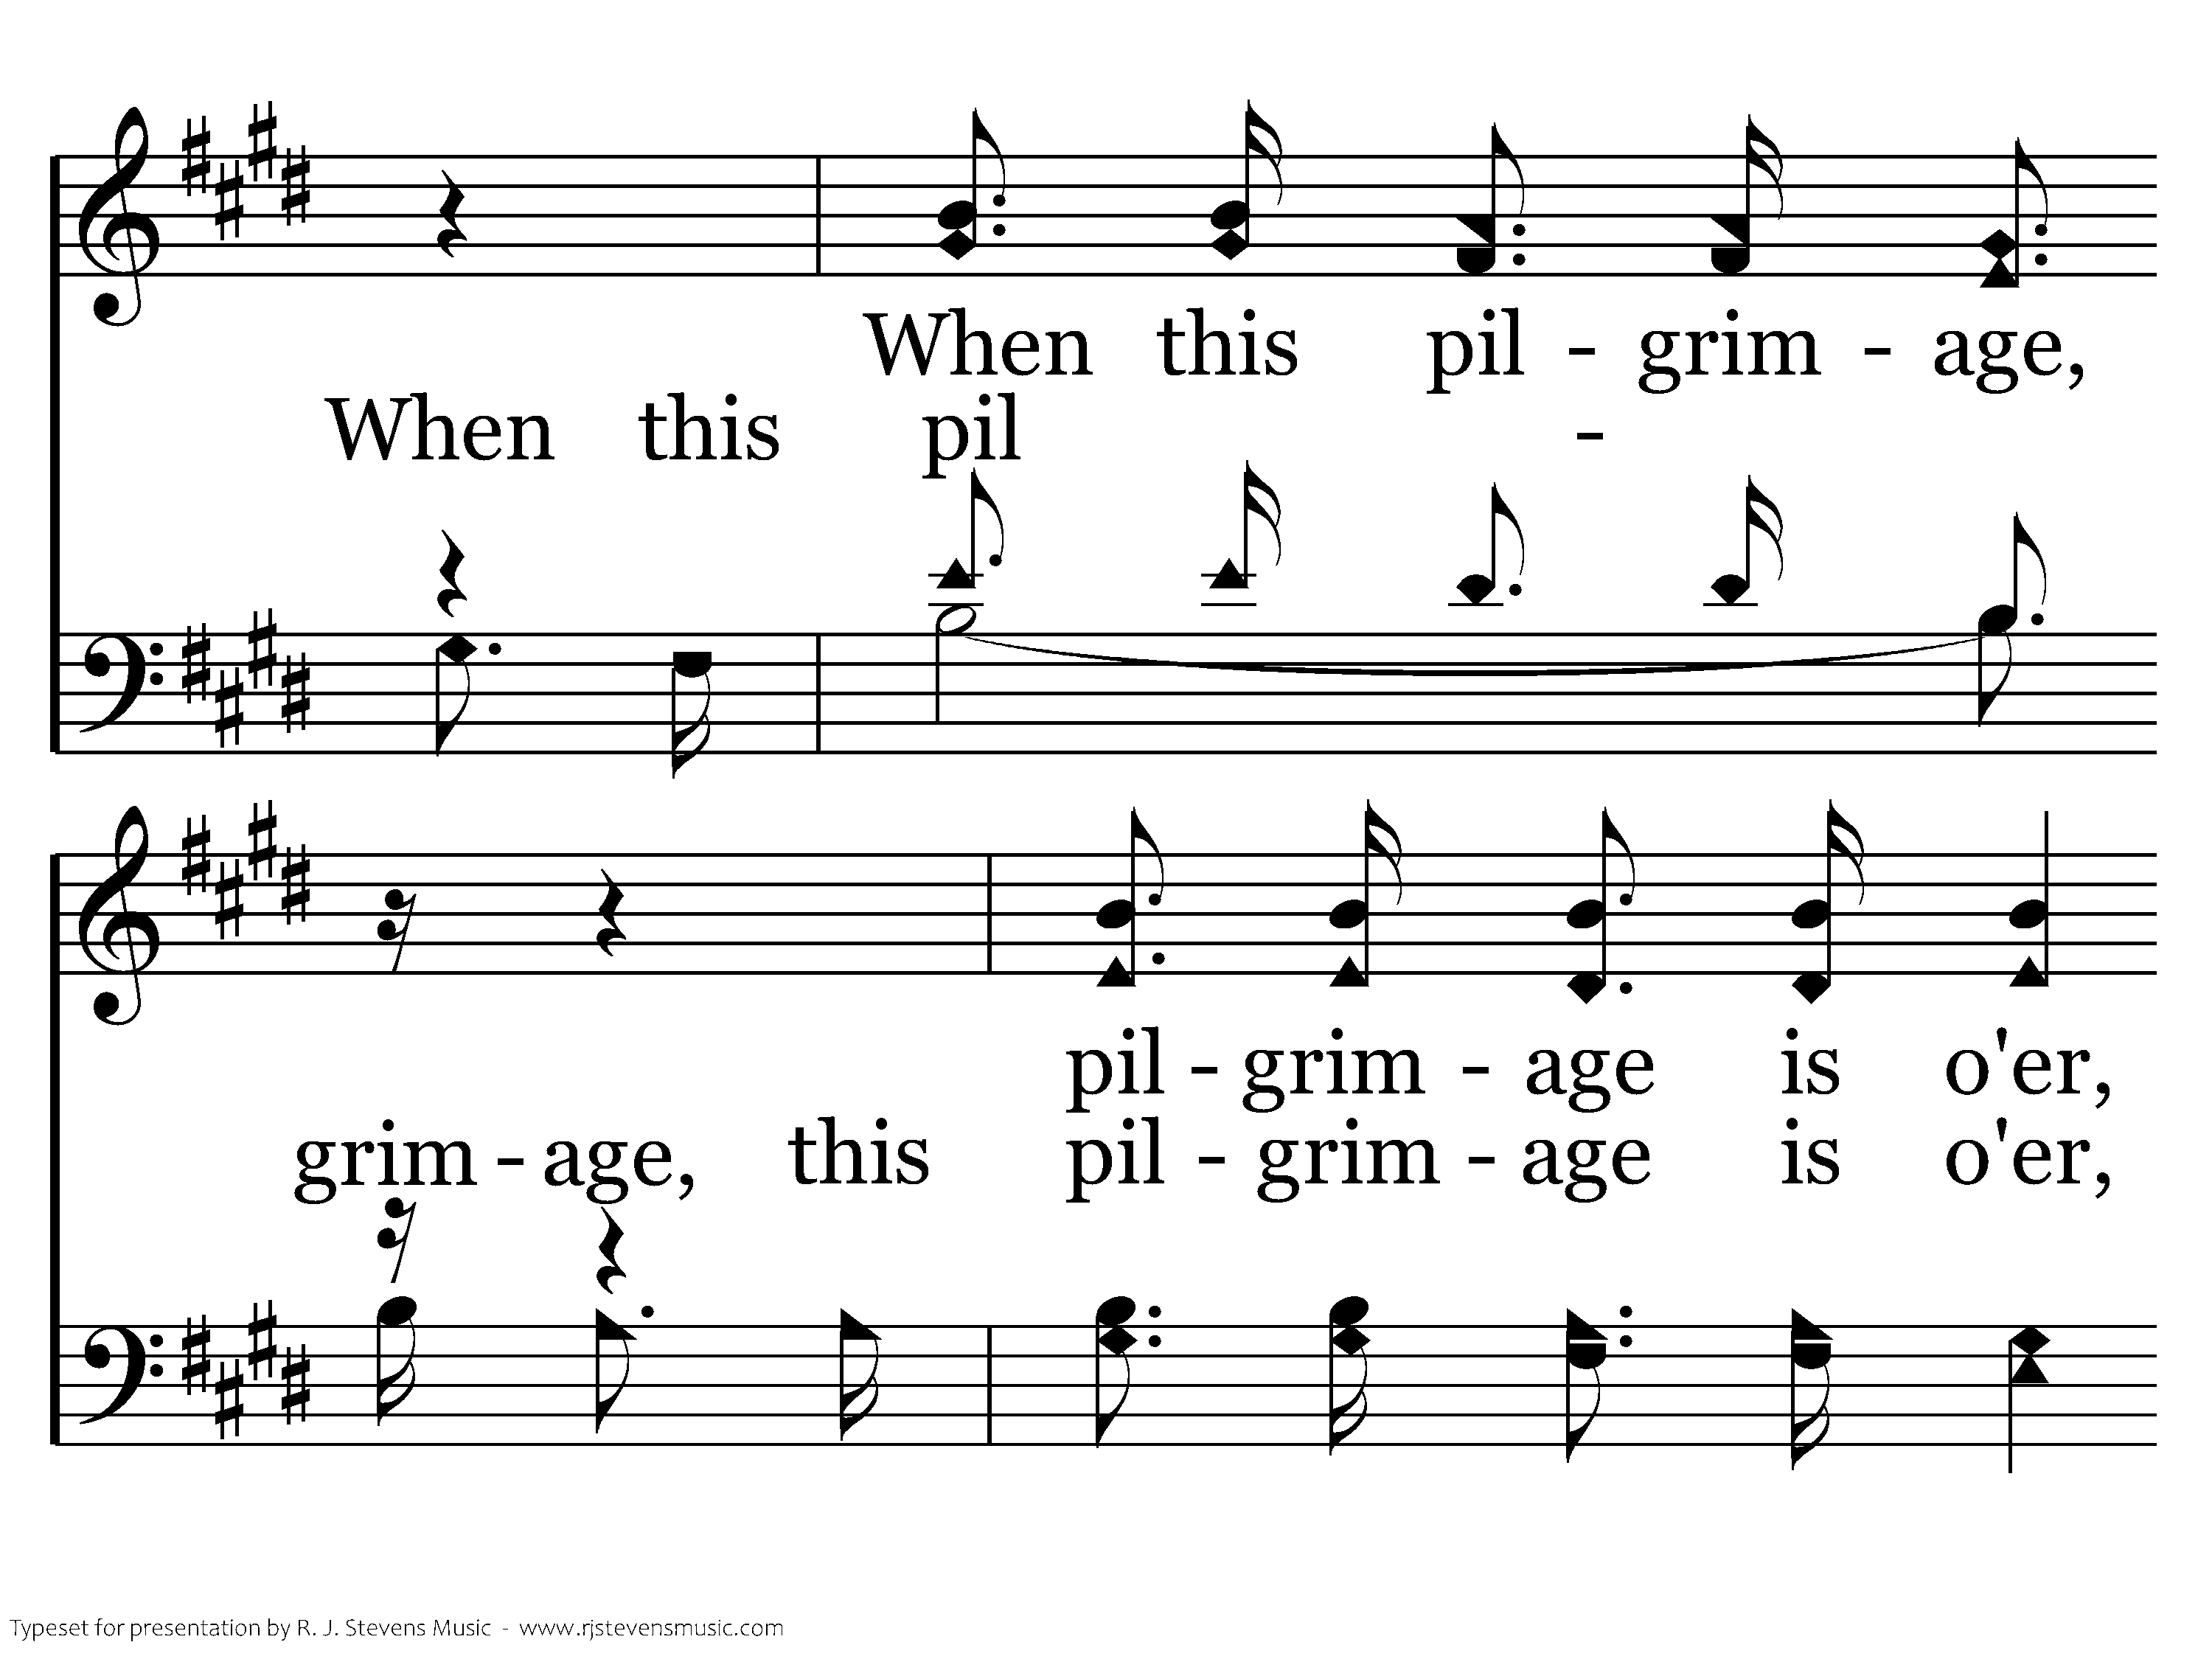 When this pil - grim - age,
When this pil -
pil - grim - age is o'er,
grim - age, this pil - grim - age is o'er,
Typeset for presentation by R. J. Stevens Music - www.rjstevensmusic.com